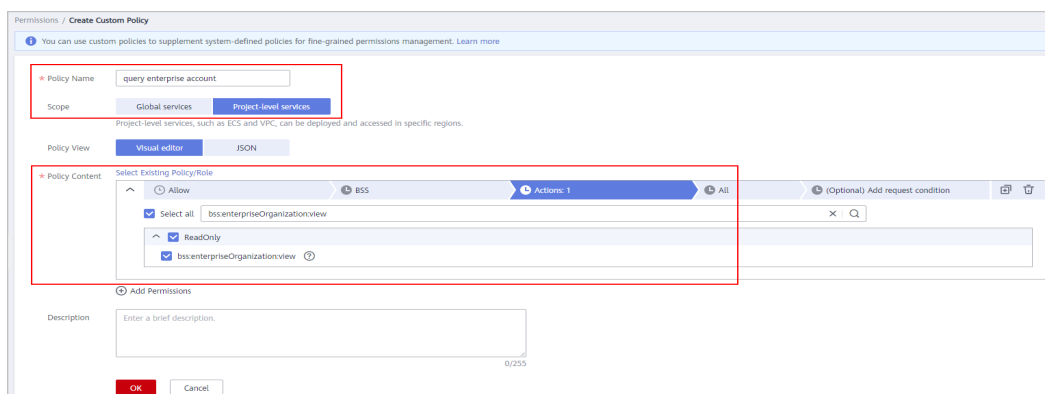 Permissions / Create Custom Policy
You can use custom policies to supplement system-defined policies for fine-grained permissions management. Learn more
* Policy Name query enterprise account
Scope Global services Project-level services
Project-level services, such as ECS and VPC, can be deployed and accessed in specific regions.
Policy View Visual editor JSON
* Policy Content Select Existing Policy/Role
Allow BSS Actions: 1 All (Optional) Add request condition
Select all bss:enterpriseOrganization:view
ReadOnly
bss:enterpriseOrganization:view
Add Permissions
Description Enter a brief description.
0/255
OK Cancel